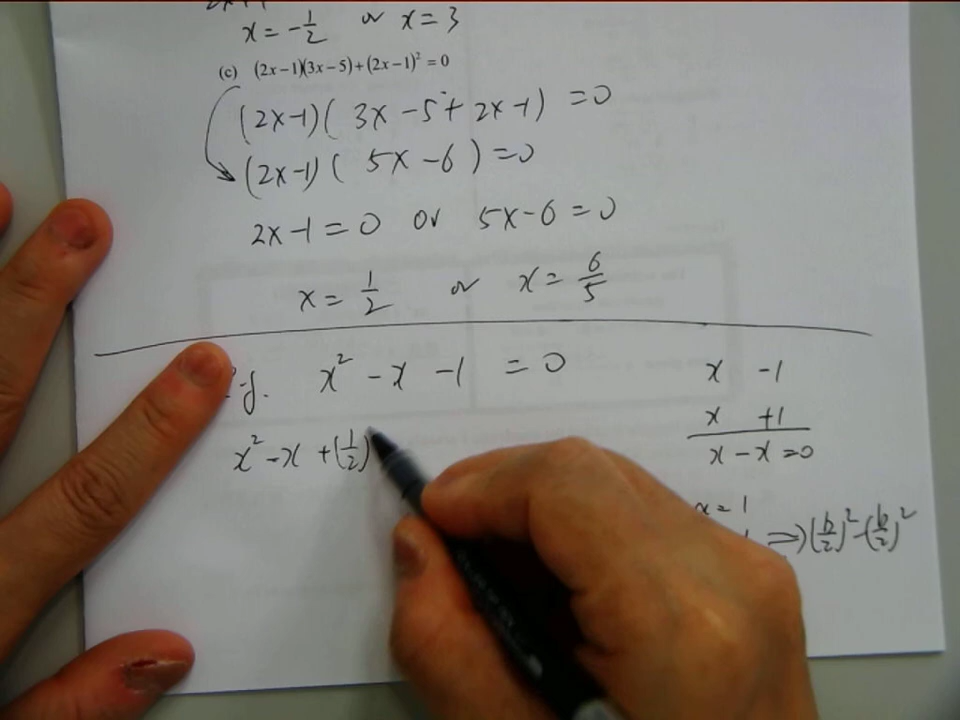 x = -1/2 or x = 3
(c) (2x-1)(3x-5)+(2x-1)² = 0
(2x-1)( 3x-5+2x-1) = 0
(2x-1)( 5x-6 ) = 0
2x-1 = 0 or 5x-6 = 0
x = 1/2 or x = 6/5
x² - x - 1 = 0
x² - x + (1/2)
x -1
x +1
x - x = 0
= 1
⇒ (b/2)² - (b/2)²